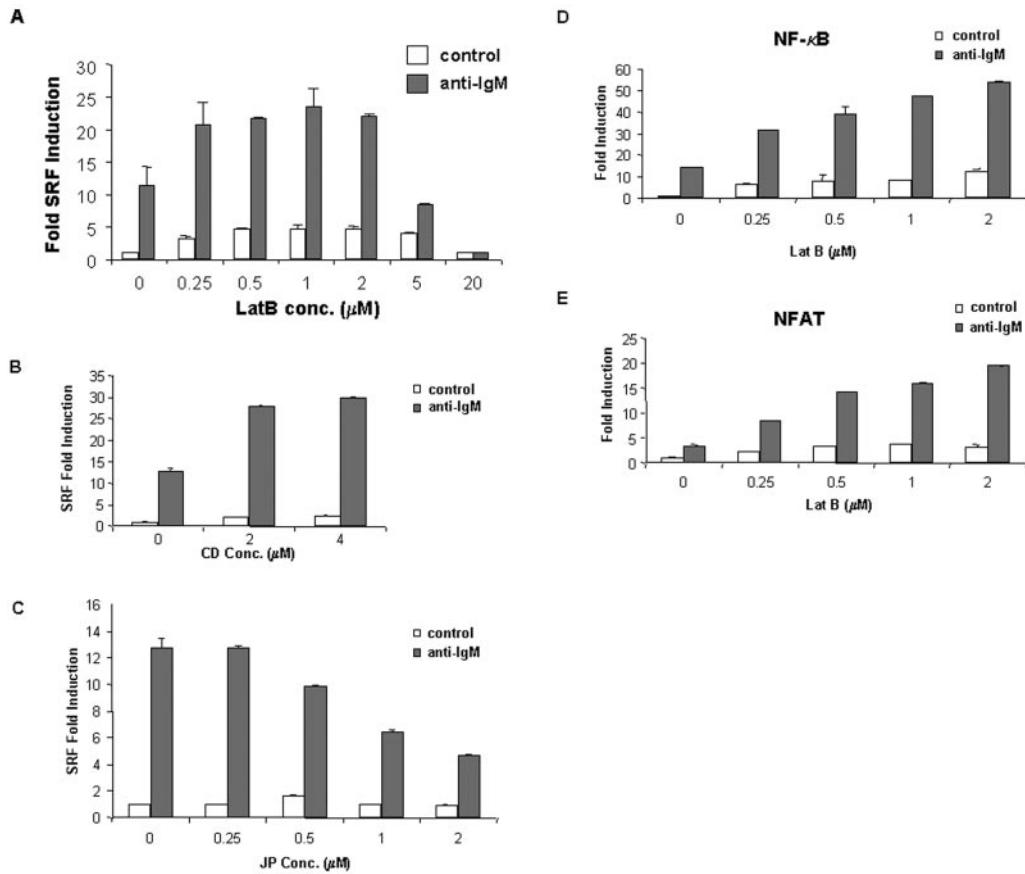 A
control
anti-IgM
Fold SRF Induction
30
25
20
15
10
5
0
0 0.25 0.5 1 2 5 20
LatB conc. (µM)
B
control
anti-IgM
SRF Fold Induction
35
30
25
20
15
10
5
0
0 2 4
CD Conc. (µM)
C
control
anti-IgM
SRF Fold Induction
16
14
12
10
8
6
4
2
0
0 0.25 0.5 1 2
JP Conc. (µM)
D
NF-κB
control
anti-IgM
Fold Induction
60
50
40
30
20
10
0
0 0.25 0.5 1 2
Lat B (µM)
E
NFAT
control
anti-IgM
Fold Induction
20
15
10
5
0
0 0.25 0.5 1 2
Lat B (µM)